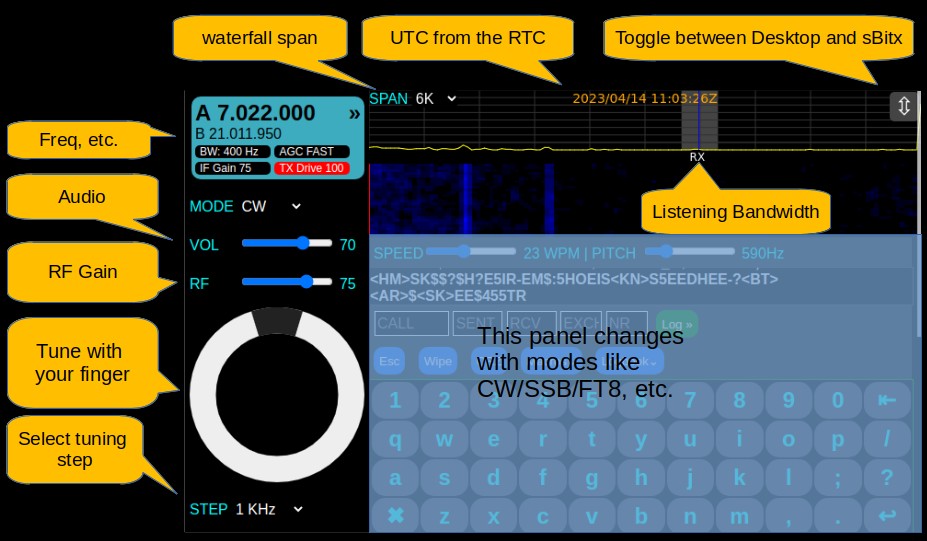 waterfall span
UTC from the RTC
Toggle between Desktop and sBitx
Freq, etc.
Audio
RF Gain
Tune with
your finger
Select tuning
step
A 7.022.000 »
B 21.011.950
BW: 400 Hz AGC FAST
IF Gain 75 TX Drive 100
MODE CW
VOL 70
RF 75
STEP 1 KHz
SPAN 6K
2023/04/14 11:03:26Z
RX
Listening Bandwidth
SPEED 23 WPM | PITCH 590Hz
<HM>SK$$?$H?E5IR-EM$:5HOEIS<KN>S5EEDHEE-?<BT>
<AR>$<SK>EE$455TR
CALL SENT RCV EXCH NR Log »
Esc Wipe
This panel changes
with modes like
CW/SSB/FT8, etc.
1 2 3 4 5 6 7 8 9 0 ⇤
q w e r t y u i o p /
a s d f g h j k l ; ?
✖ z x c v b n m , . ↩